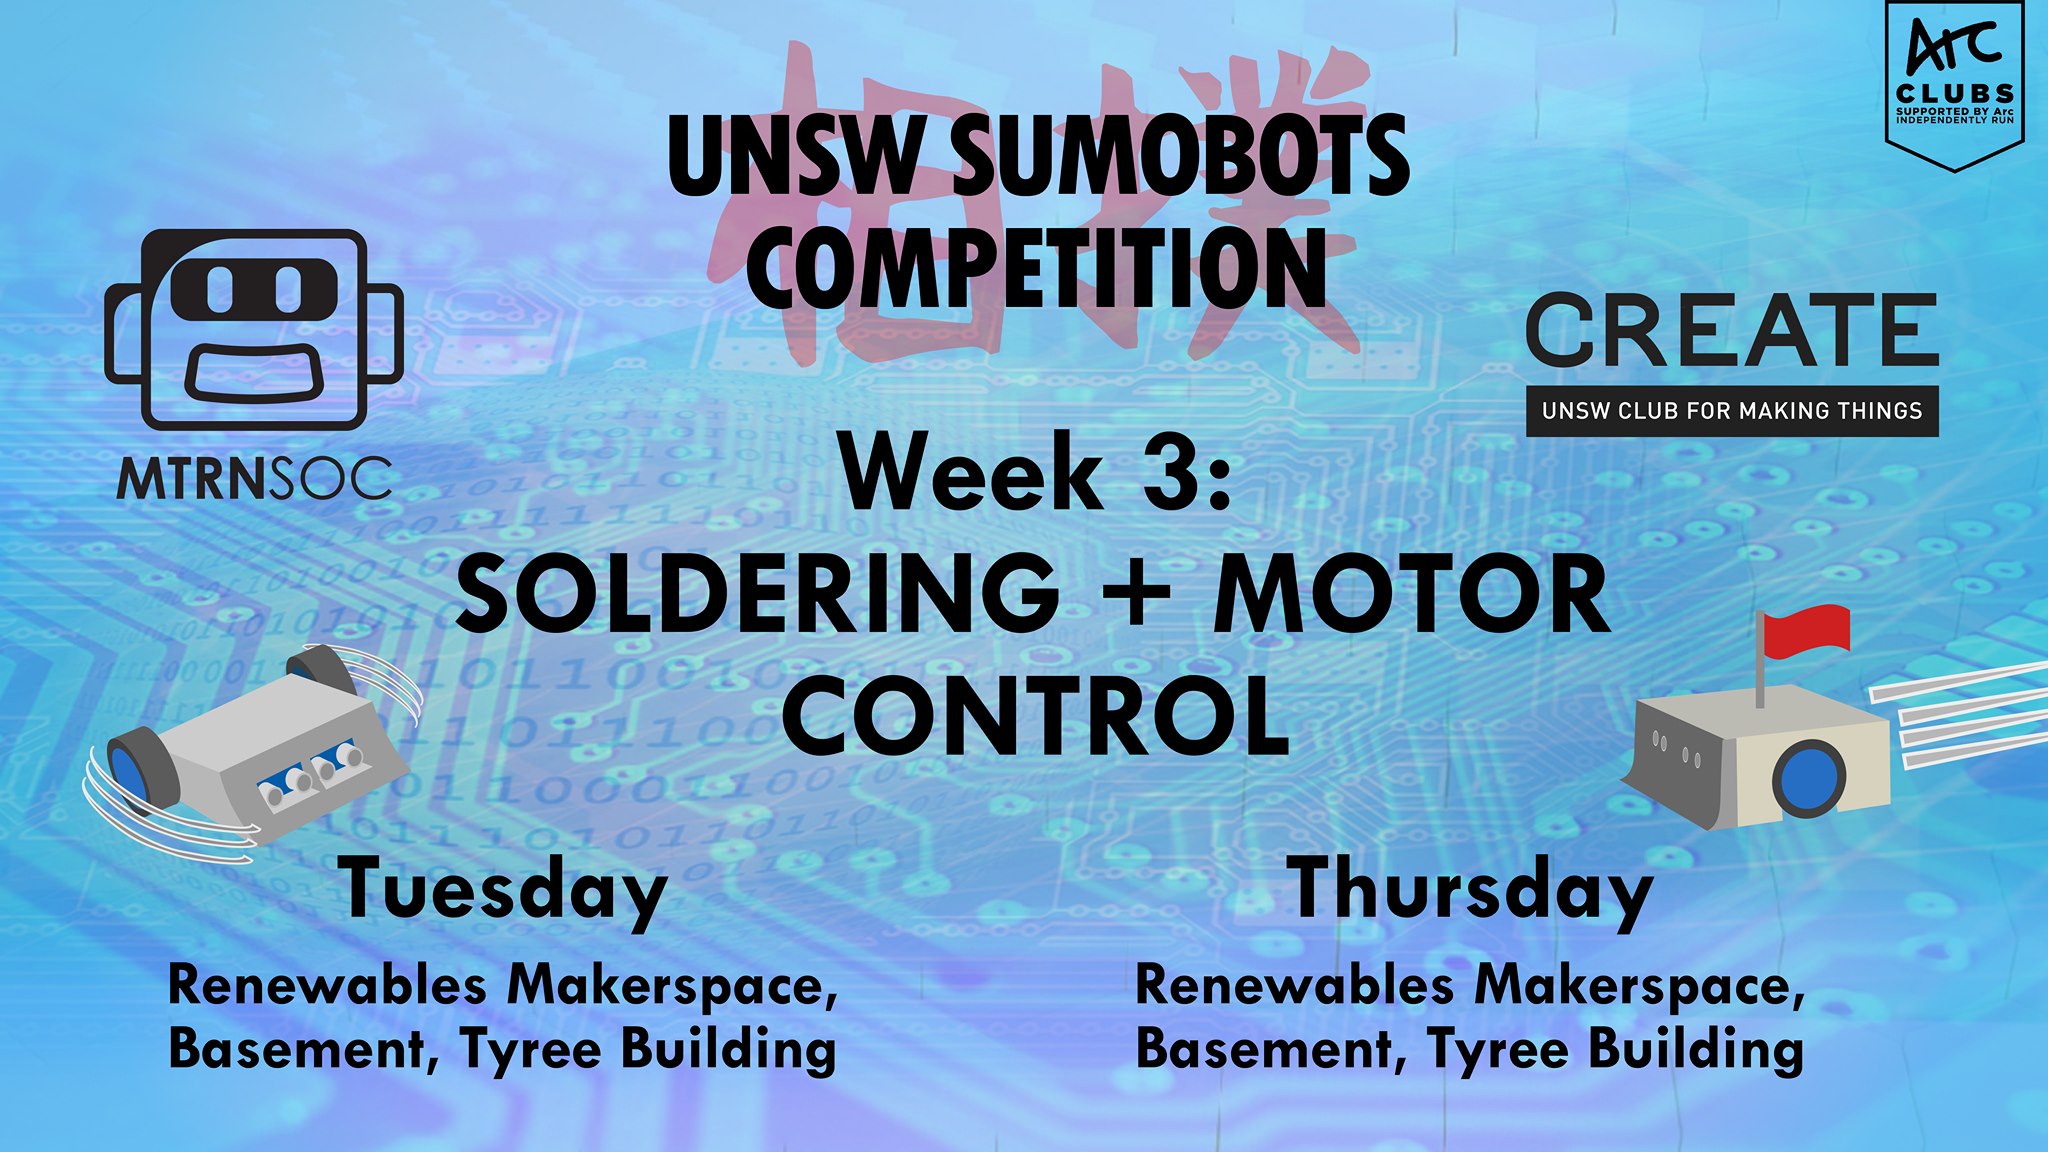 相撲
UNSW SUMOBOTS
COMPETITION
Arc
CLUBS
SUPPORTED BY Arc
INDEPENDENTLY RUN
MTRNSOC
CREATE
UNSW CLUB FOR MAKING THINGS
Week 3:
SOLDERING + MOTOR
CONTROL
Tuesday
Renewables Makerspace,
Basement, Tyree Building
Thursday
Renewables Makerspace,
Basement, Tyree Building